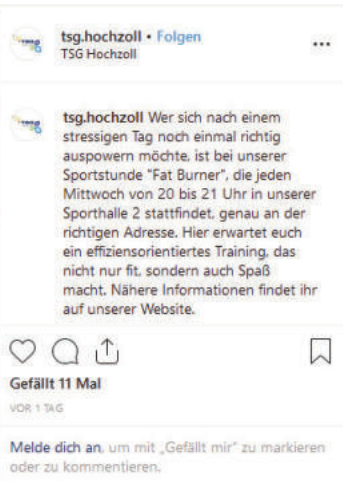 tsg.hochzoll • Folgen
TSG Hochzoll
tsg.hochzoll Wer sich nach einem
stressigen Tag noch einmal richtig
auspowern möchte, ist bei unserer
Sportstunde "Fat Burner", die jeden
Mittwoch von 20 bis 21 Uhr in unserer
Sporthalle 2 stattfindet, genau an der
richtigen Adresse. Hier erwartet euch
ein effiziensorientiertes Training, das
nicht nur fit, sondern auch Spaß
macht. Nähere Informationen findet ihr
auf unserer Website.
Gefällt 11 Mal
VOR 1 TAG
Melde dich an, um mit „Gefällt mir" zu markieren
oder zu kommentieren.